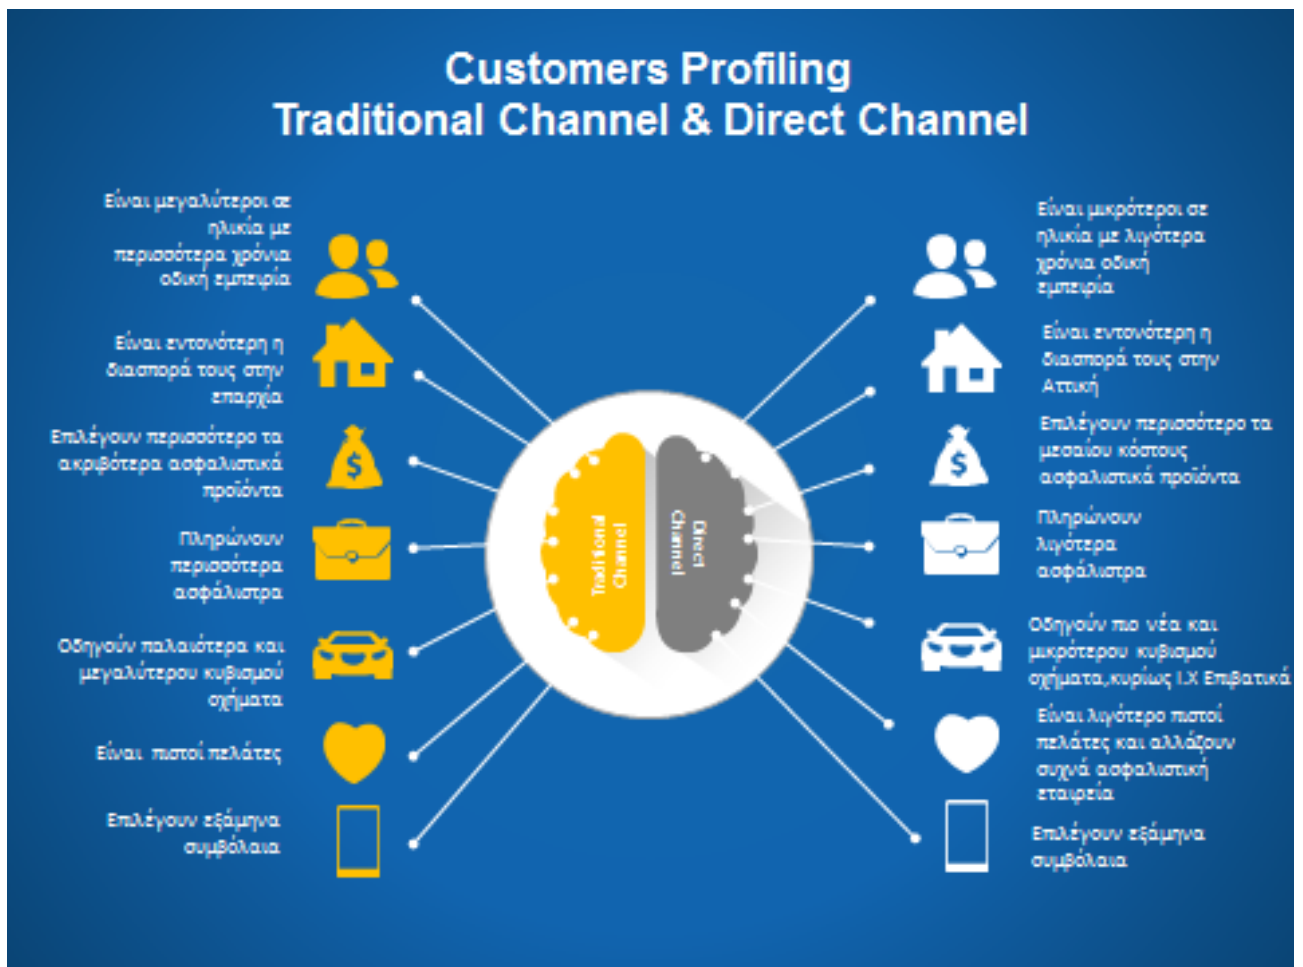 Customers Profiling
Traditional Channel & Direct Channel
Είναι μεγαλύτεροι σε
ηλικία με
περισσότερα χρόνια
οδική εμπειρία
Είναι εντονότερη η
διασπορά τους στην
επαρχία
Επιλέγουν περισσότερο τα
ακριβότερα ασφαλιστικά
προϊόντα
Πληρώνουν
περισσότερα
ασφάλιστρα
Οδηγούν παλαιότερα και
μεγαλύτερου κυβισμού
οχήματα
Είναι πιστοί πελάτες
Επιλέγουν εξάμηνα
συμβόλαια
$
Traditional
Channel
Direct
Channel
$
Είναι μικρότεροι σε
ηλικία με λιγότερα
χρόνια οδική
εμπειρία
Είναι εντονότερη η
διασπορά τους στην
Αττική
Επιλέγουν περισσότερο τα
μεσαίου κόστους
ασφαλιστικά προϊόντα
Πληρώνουν
λιγότερα
ασφάλιστρα
Οδηγούν πιο νέα και
μικρότερου κυβισμού
οχήματα,κυρίως Ι.Χ Επιβατικά
Είναι λιγότερο πιστοί
πελάτες και αλλάζουν
συχνά ασφαλιστική
εταιρεία
Επιλέγουν εξάμηνα
συμβόλαια